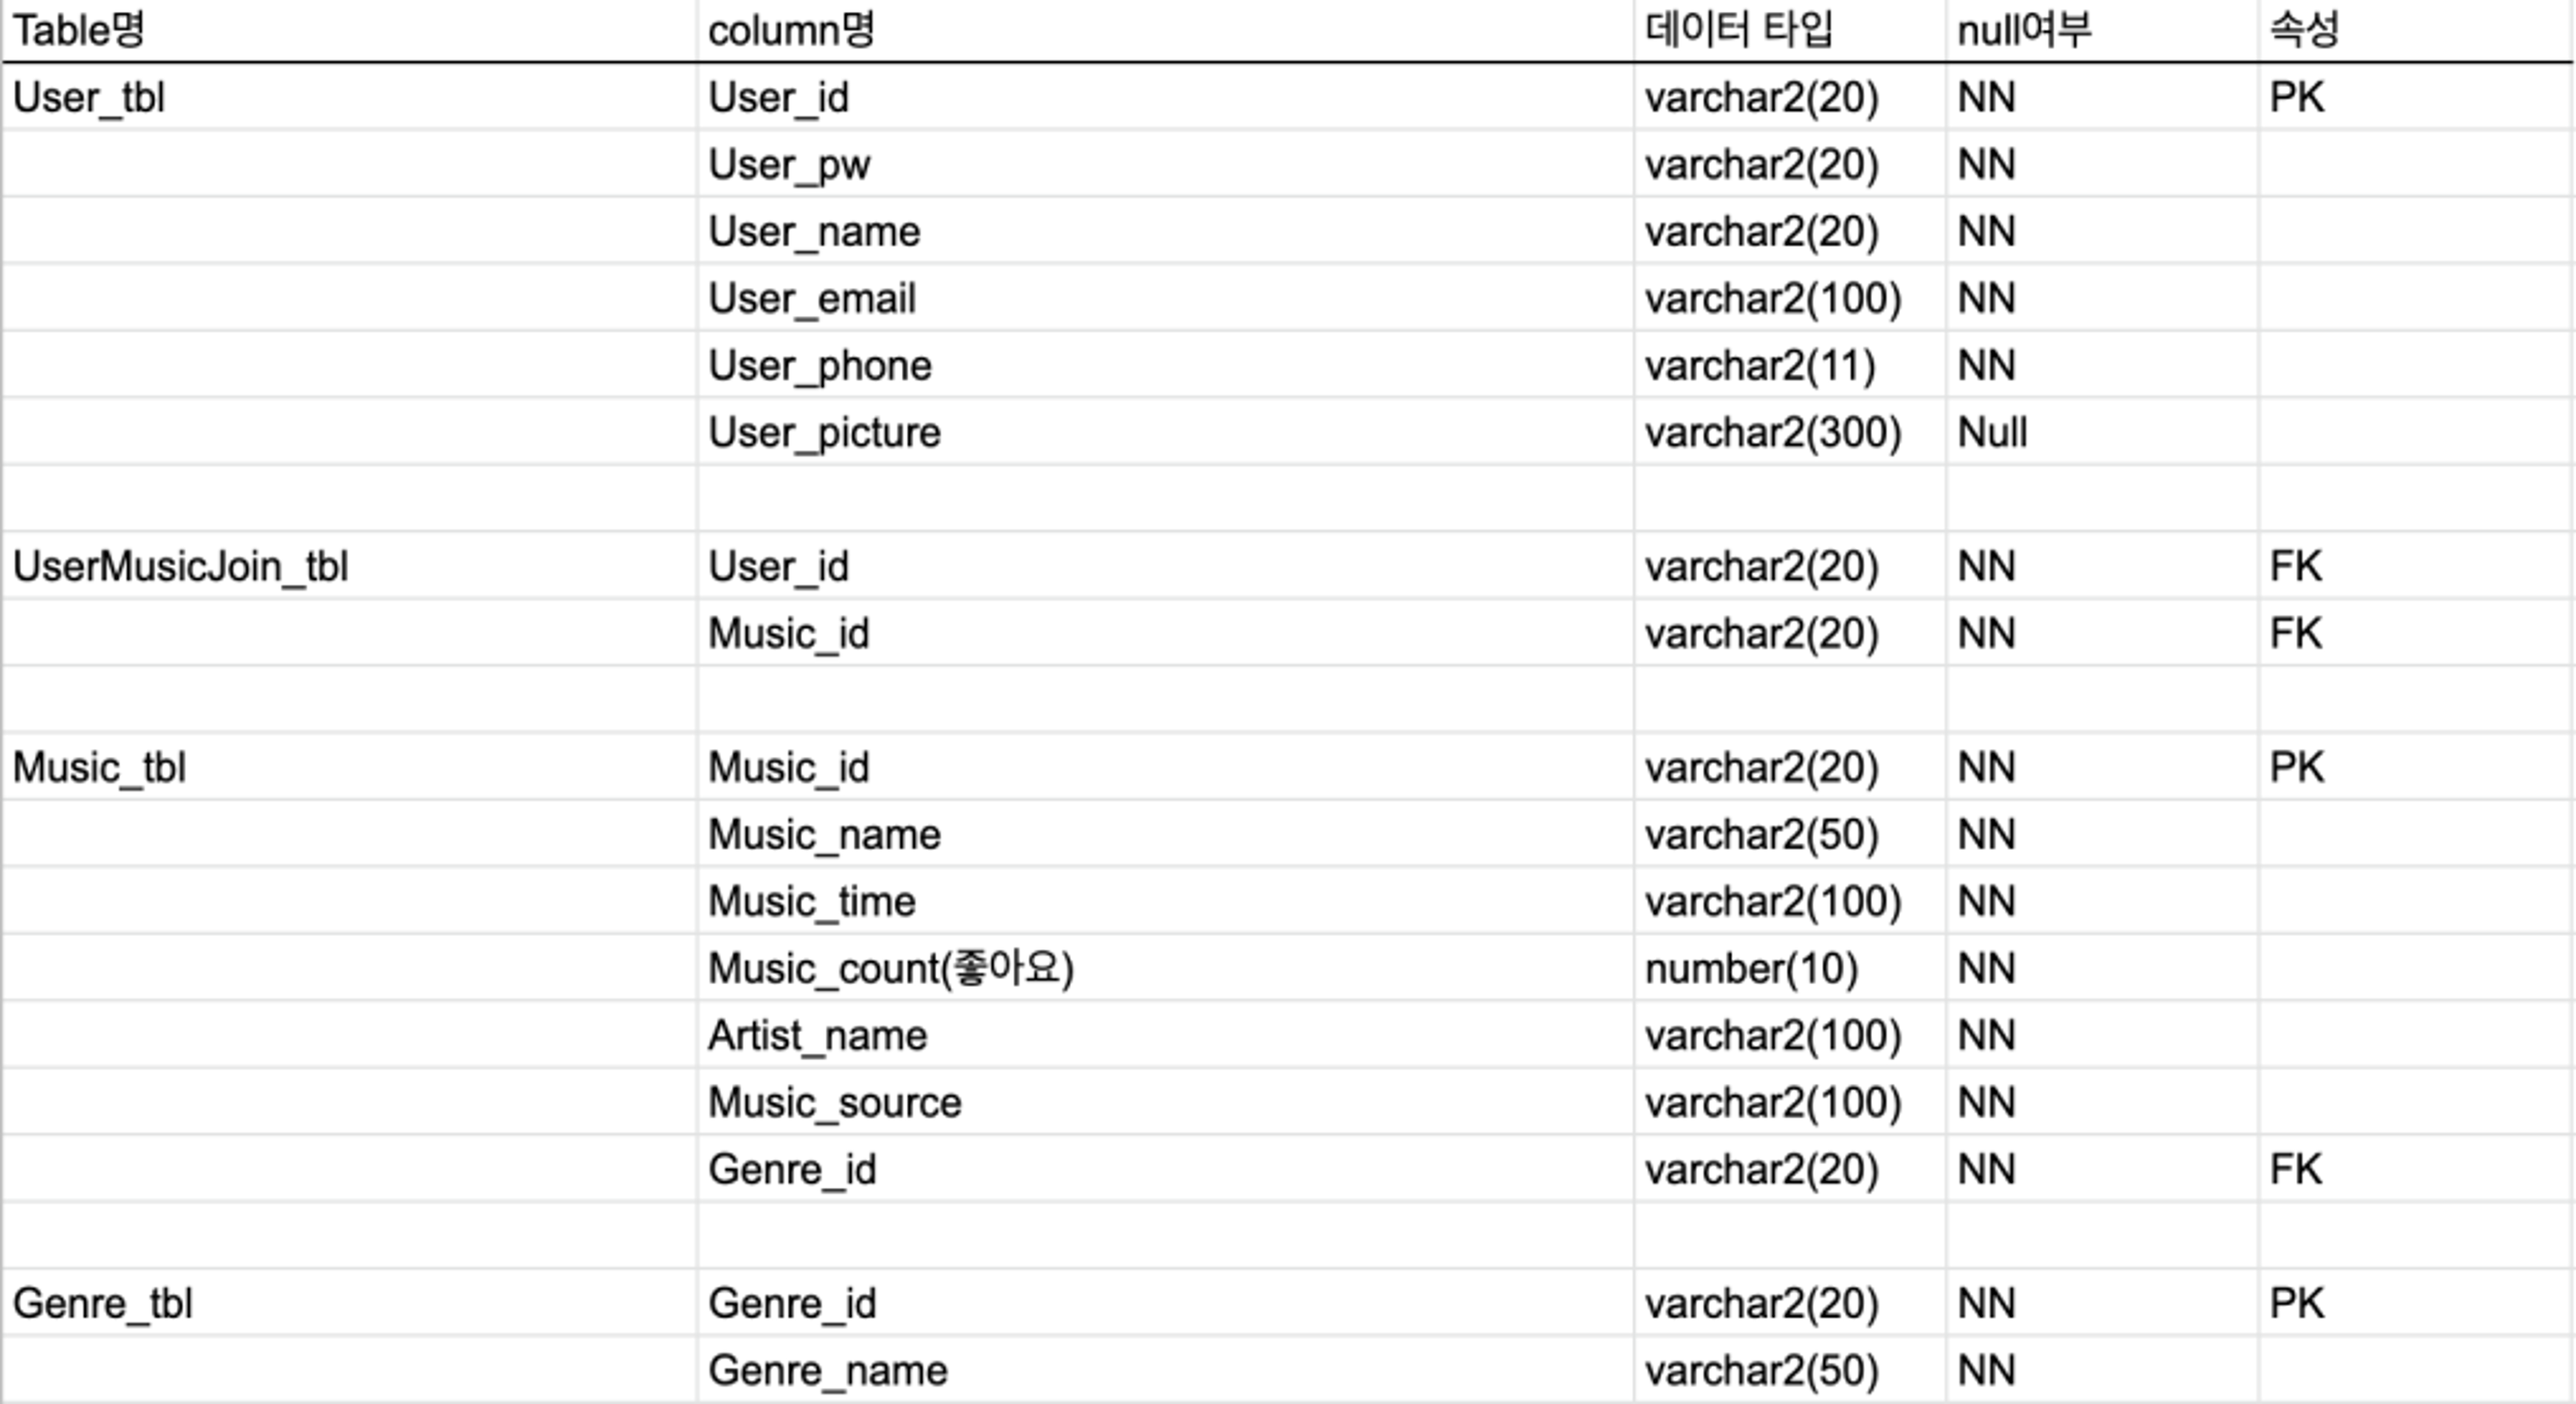 Table명 column명 데이터 타입 null여부 속성
User_tbl User_id varchar2(20) NN PK
User_pw varchar2(20) NN
User_name varchar2(20) NN
User_email varchar2(100) NN
User_phone varchar2(11) NN
User_picture varchar2(300) Null
UserMusicJoin_tbl User_id varchar2(20) NN FK
Music_id varchar2(20) NN FK
Music_tbl Music_id varchar2(20) NN PK
Music_name varchar2(50) NN
Music_time varchar2(100) NN
Music_count(좋아요) number(10) NN
Artist_name varchar2(100) NN
Music_source varchar2(100) NN
Genre_id varchar2(20) NN FK
Genre_tbl Genre_id varchar2(20) NN PK
Genre_name varchar2(50) NN